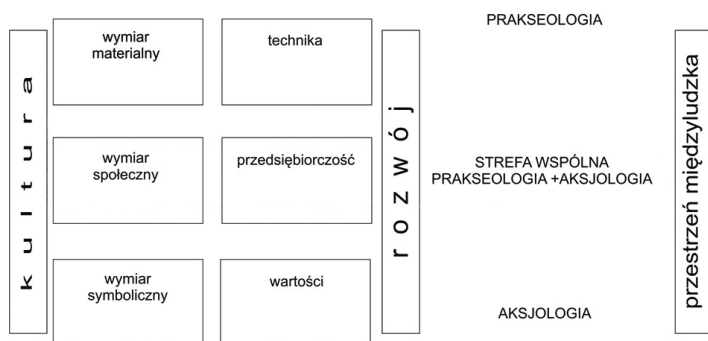 kultura
wymiar
materialny
technika
wymiar
społeczny
przedsiębiorczość
wymiar
symboliczny
wartości
rozwój
PRAKSEOLOGIA
STREFA WSPÓLNA
PRAKSEOLOGIA +AKSJOLOGIA
AKSJOLOGIA
przestrzeń międzyludzka